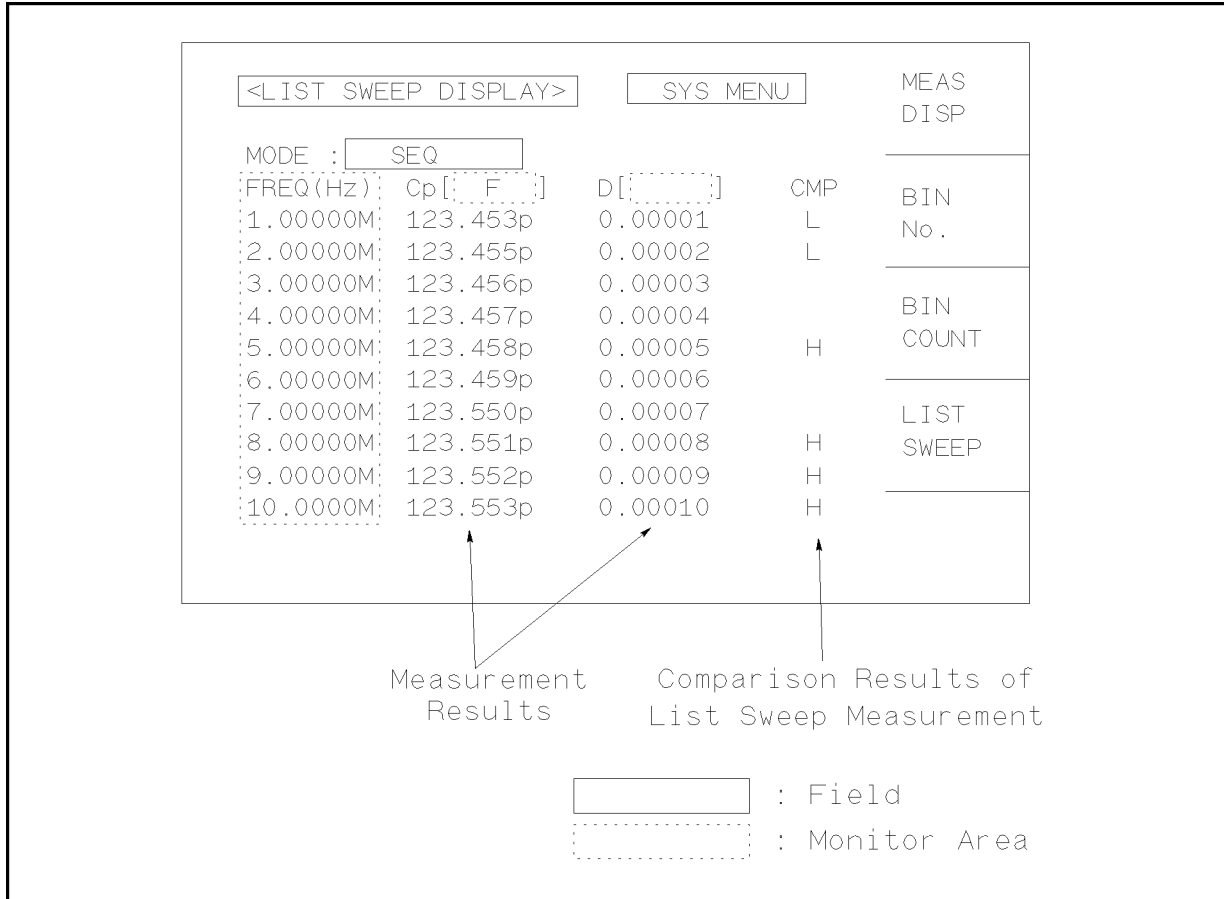 <LIST SWEEP DISPLAY> SYS MENU
MODE : SEQ
FREQ(Hz) Cp[ F ] D[ ] CMP
1.00000M 123.453p 0.00001 L
2.00000M 123.455p 0.00002 L
3.00000M 123.456p 0.00003
4.00000M 123.457p 0.00004
5.00000M 123.458p 0.00005 H
6.00000M 123.459p 0.00006
7.00000M 123.550p 0.00007
8.00000M 123.551p 0.00008 H
9.00000M 123.552p 0.00009 H
10.0000M 123.553p 0.00010 H
MEAS
DISP
BIN
No.
BIN
COUNT
LIST
SWEEP
Measurement
Results
Comparison Results of
List Sweep Measurement
: Field
: Monitor Area